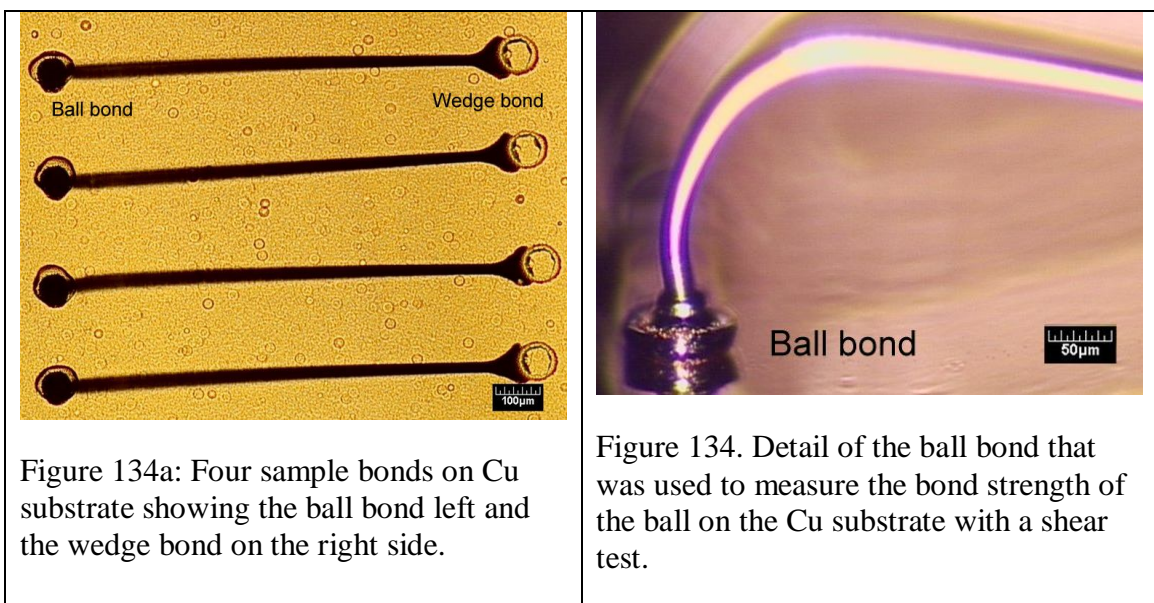 Ball bond
Wedge bond
100µm
Figure 134a: Four sample bonds on Cu
substrate showing the ball bond left and
the wedge bond on the right side.
Ball bond
50µm
Figure 134. Detail of the ball bond that
was used to measure the bond strength of
the ball on the Cu substrate with a shear
test.